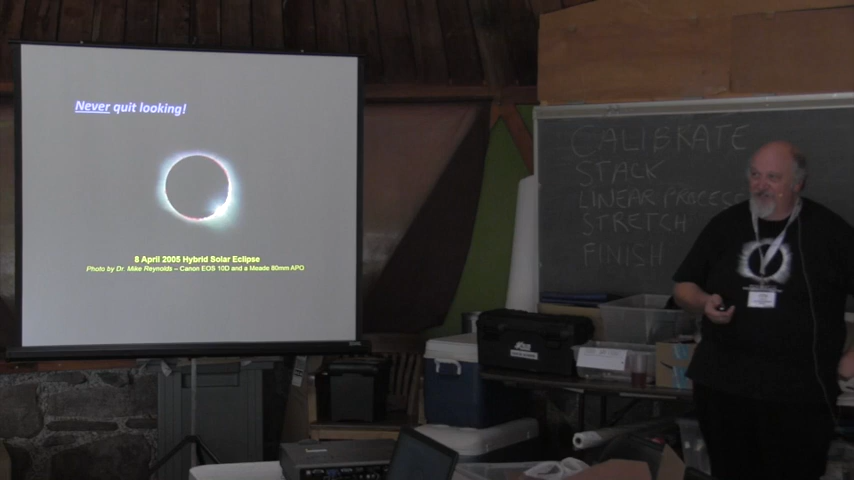 Never quit looking!
8 April 2005 Hybrid Solar Eclipse
Photo by Dr. Mike Reynolds – Canon EOS 10D and a Meade 80mm APO
CALIBRATE
STACK
LINEAR PROCESS
STRETCH
FINISH